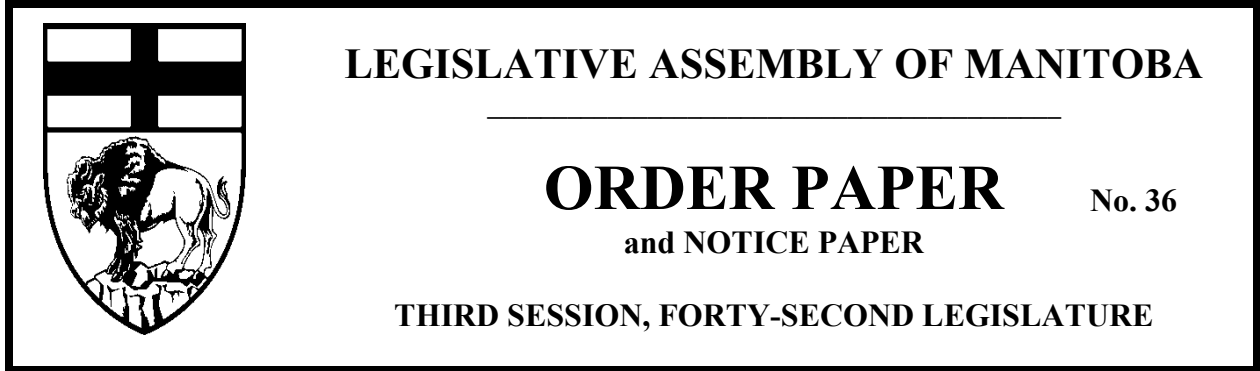 LEGISLATIVE ASSEMBLY OF MANITOBA
ORDER PAPER No. 36
and NOTICE PAPER
THIRD SESSION, FORTY-SECOND LEGISLATURE